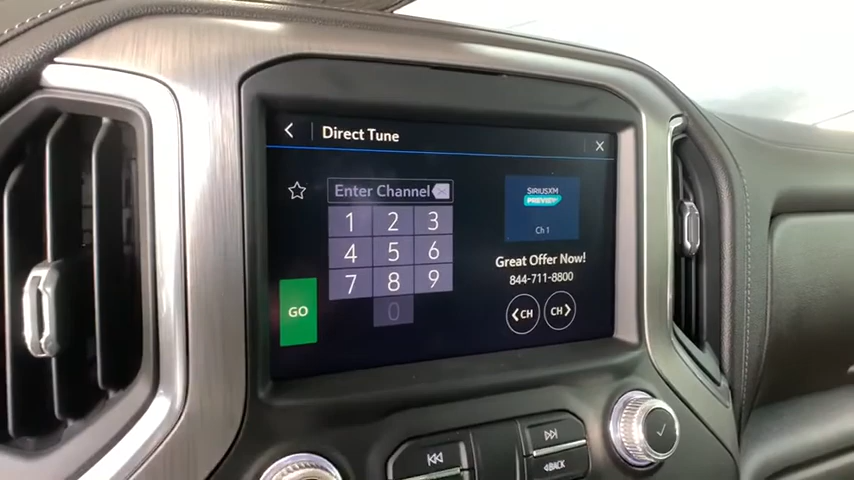 Direct Tune
Enter Channel
1 2 3
4 5 6
7 8 9
0
GO
SIRIUSXM
PREVIEW
Ch 1
Great Offer Now!
844-711-8800
CH
CH
BACK